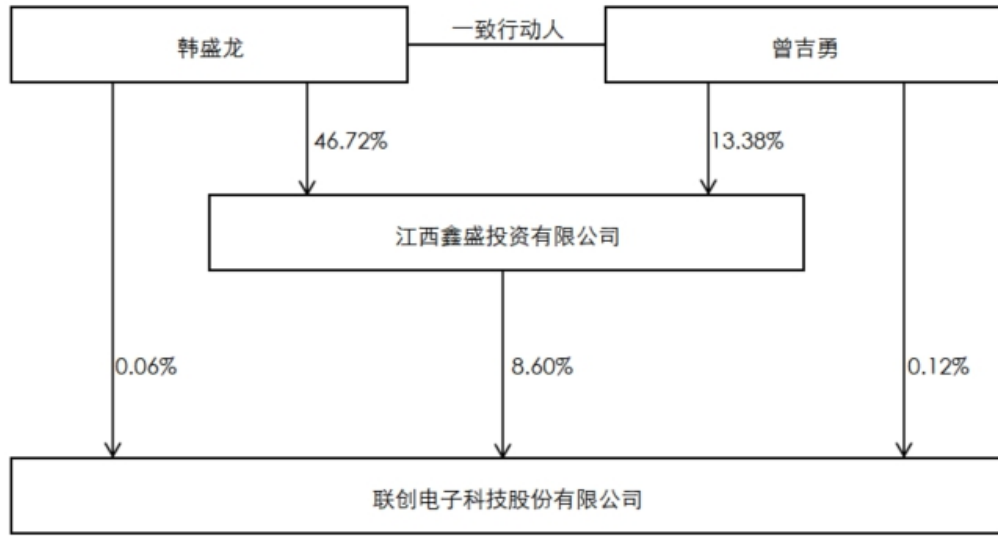 一致行动人
韩盛龙
曾吉勇
46.72%
13.38%
江西鑫盛投资有限公司
0.06%
8.60%
0.12%
联创电子科技股份有限公司